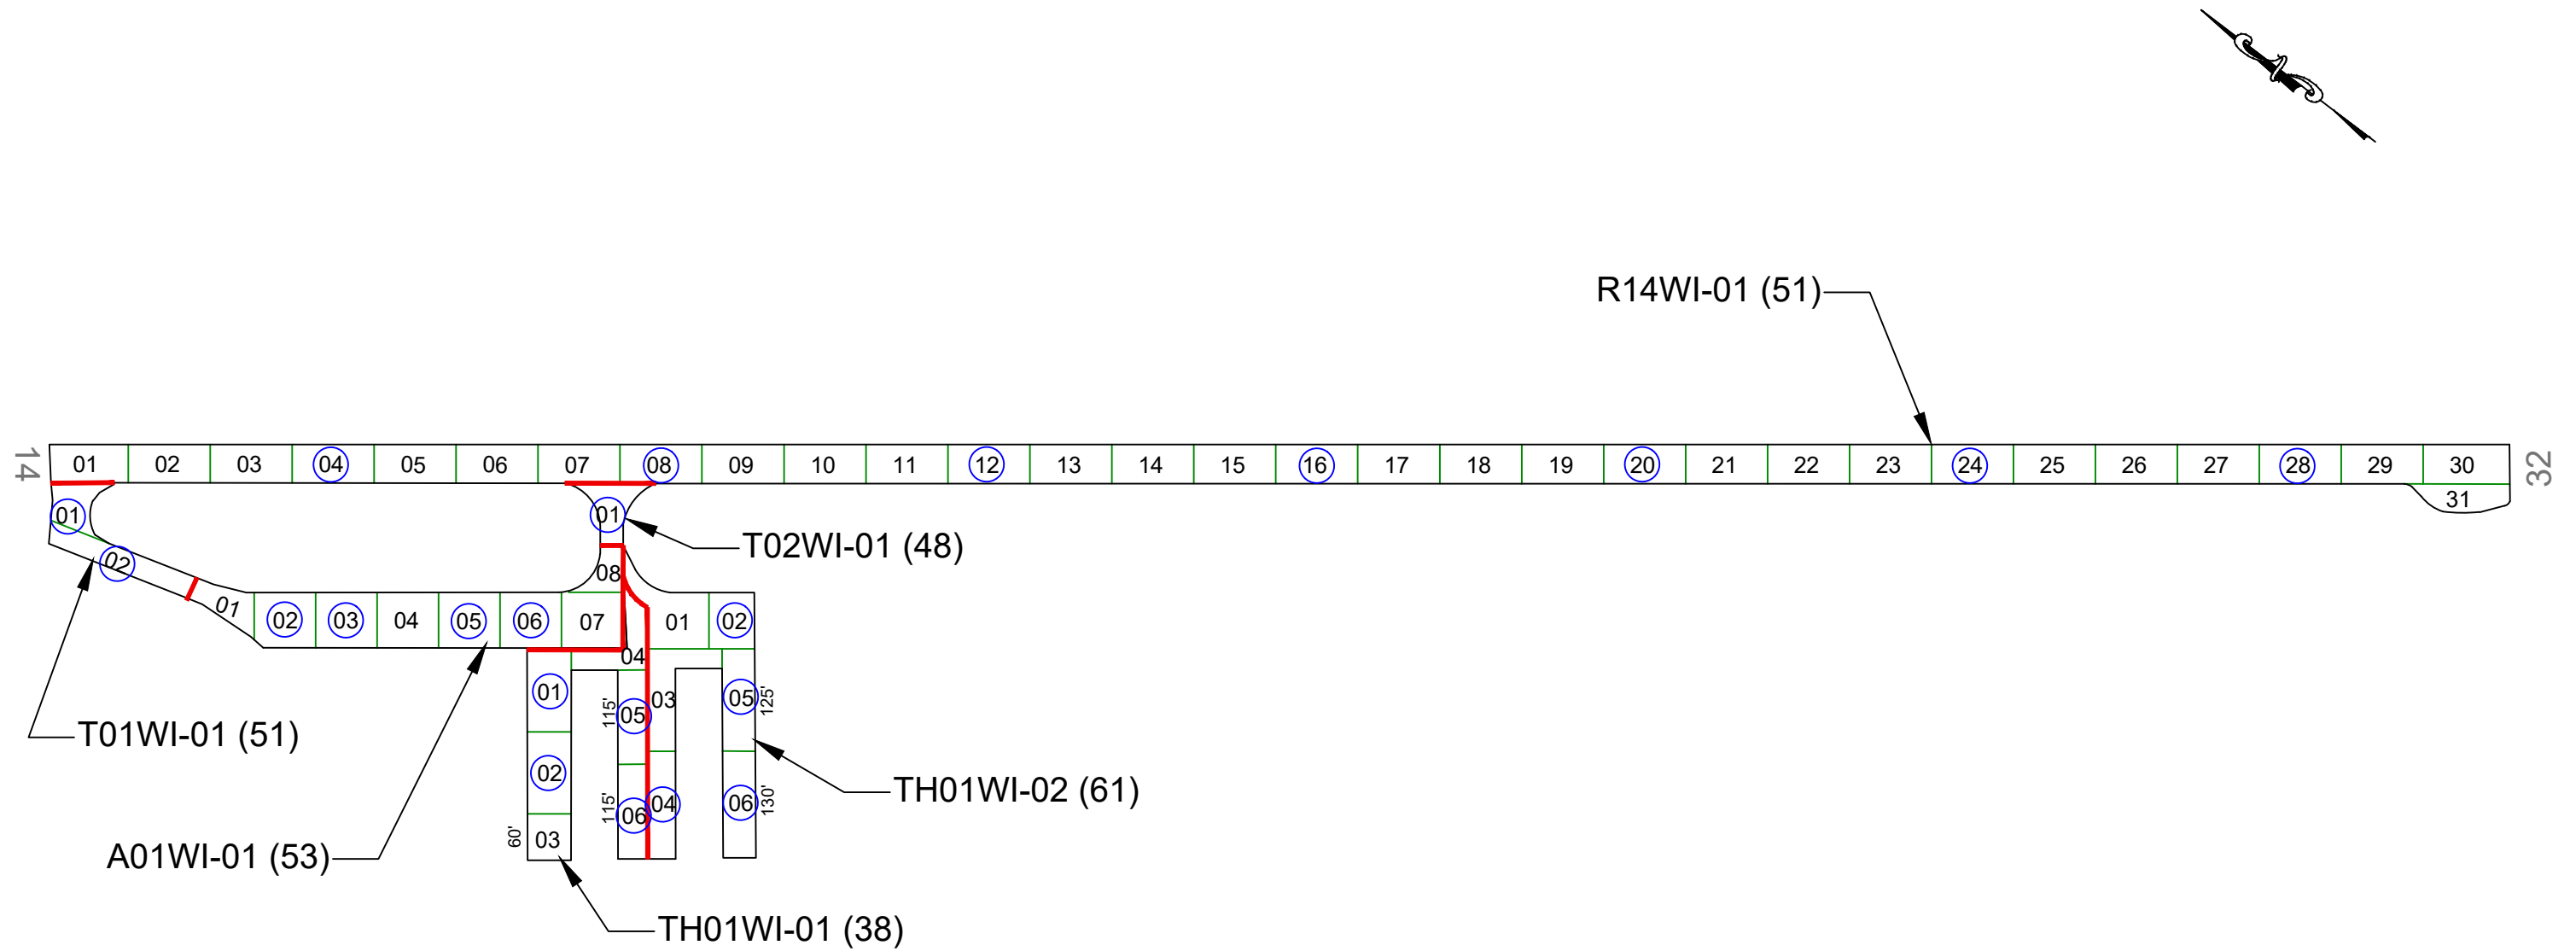 R14WI-01 (51)
14
01 02 03 04 05 06 07 08 09 10 11 12 13 14 15 16 17 18 19 20 21 22 23 24 25 26 27 28 29 30
32
31
01
01
T02WI-01 (48)
02
08
01 02 03 04 05 06 07
01 02
04
01
05
03
05
115'
125'
T01WI-01 (51)
02
06
04
06
115'
130'
TH01WI-02 (61)
03
60'
A01WI-01 (53)
TH01WI-01 (38)